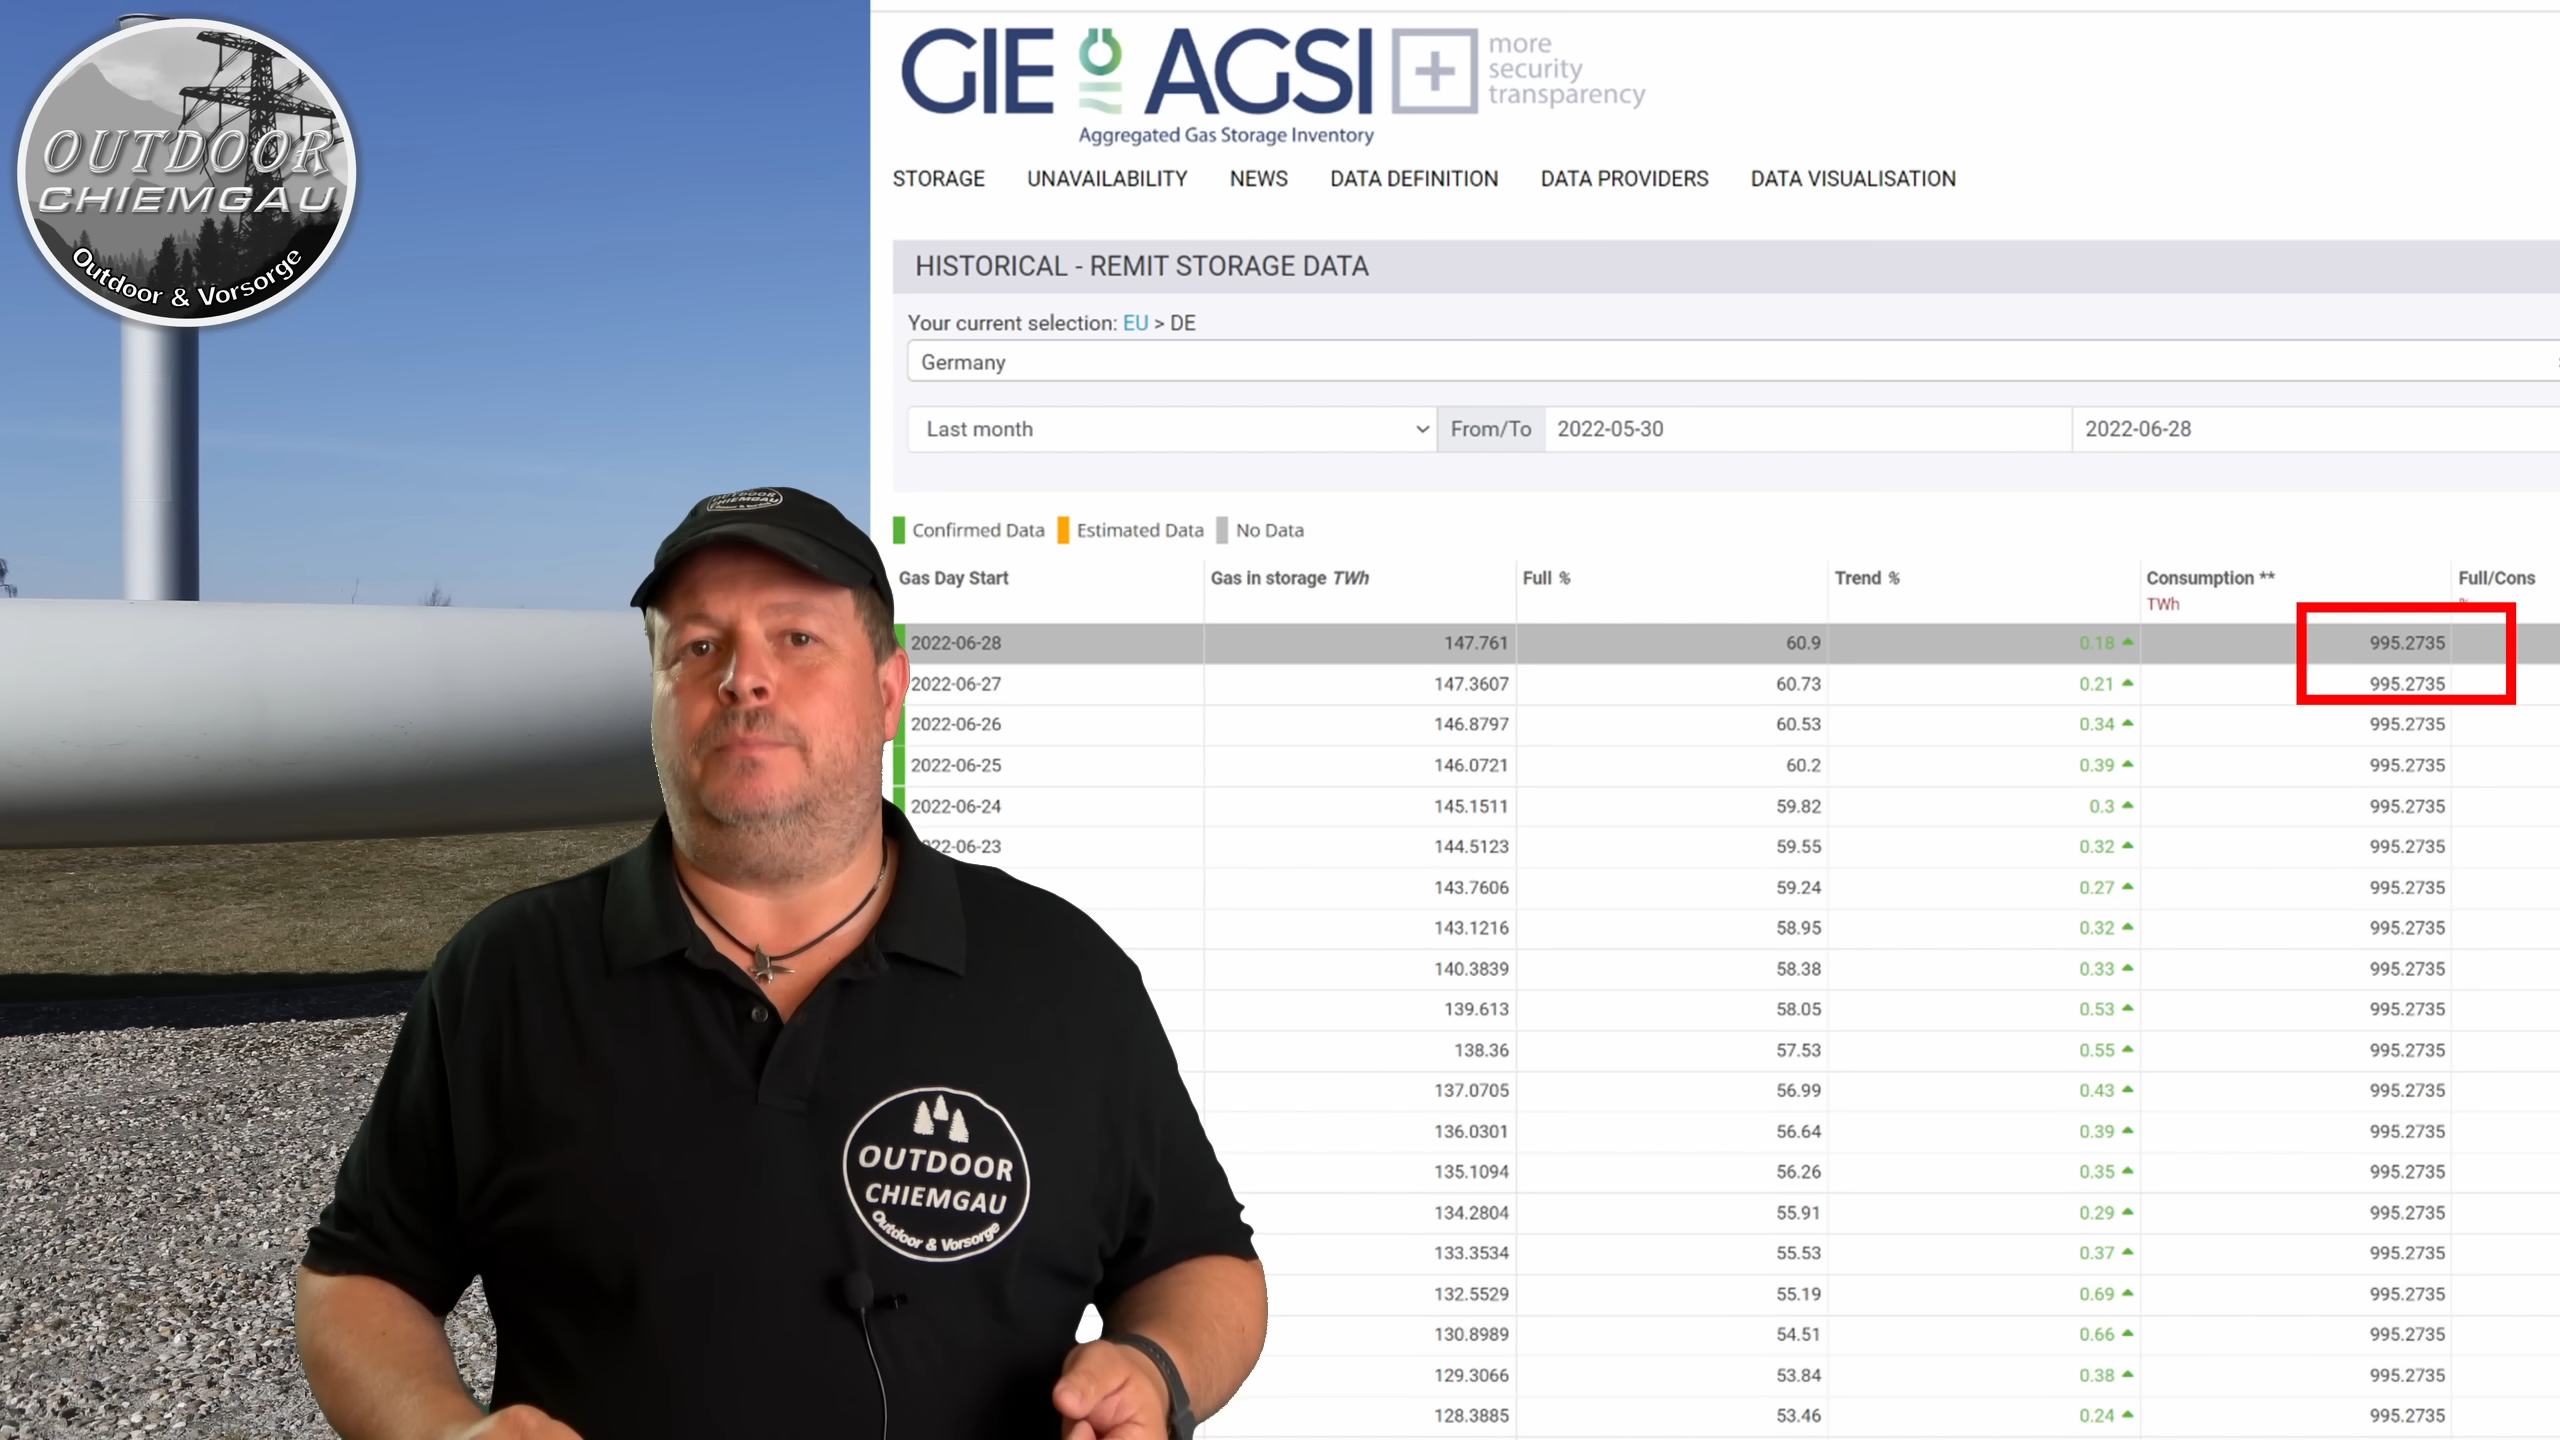 OUTDOOR
CHIEMGAU
Outdoor & Vorsorge
GIE AGSI + more security transparency
Aggregated Gas Storage Inventory
STORAGE UNAVAILABILITY NEWS DATA DEFINITION DATA PROVIDERS DATA VISUALISATION
HISTORICAL - REMIT STORAGE DATA
Your current selection: EU > DE
Germany
Last month From/To 2022-05-30 2022-06-28
Confirmed Data Estimated Data No Data
Gas Day Start Gas in storage TWh Full % Trend % Consumption ** Full/Cons
TWh
2022-06-28 147.761 60.9 0.18 995.2735
2022-06-27 147.3607 60.73 0.21 995.2735
2022-06-26 146.8797 60.53 0.34 995.2735
2022-06-25 146.0721 60.2 0.39 995.2735
2022-06-24 145.1511 59.82 0.3 995.2735
22-06-23 144.5123 59.55 0.32 995.2735
143.7606 59.24 0.27 995.2735
143.1216 58.95 0.32 995.2735
140.3839 58.38 0.33 995.2735
139.613 58.05 0.53 995.2735
138.36 57.53 0.55 995.2735
137.0705 56.99 0.43 995.2735
136.0301 56.64 0.39 995.2735
135.1094 56.26 0.35 995.2735
134.2804 55.91 0.29 995.2735
133.3534 55.53 0.37 995.2735
132.5529 55.19 0.69 995.2735
130.8989 54.51 0.66 995.2735
129.3066 53.84 0.38 995.2735
128.3885 53.46 0.24 995.2735
OUTDOOR
CHIEMGAU
Outdoor & Vorsorge
OUTDOOR
CHIEMGAU